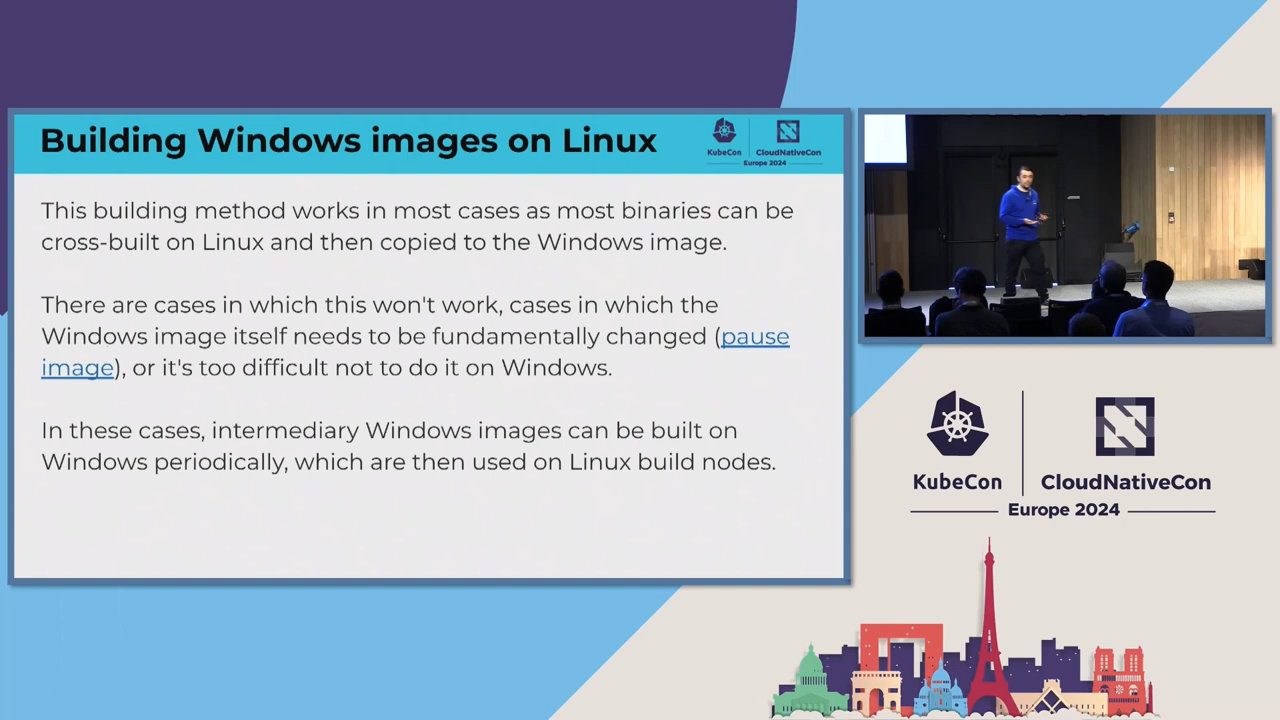 Building Windows images on Linux
KubeCon
CloudNativeCon
Europe 2024
This building method works in most cases as most binaries can be
cross-built on Linux and then copied to the Windows image.
There are cases in which this won't work, cases in which the
Windows image itself needs to be fundamentally changed (pause
image), or it's too difficult not to do it on Windows.
In these cases, intermediary Windows images can be built on
Windows periodically, which are then used on Linux build nodes.
KubeCon
CloudNativeCon
Europe 2024